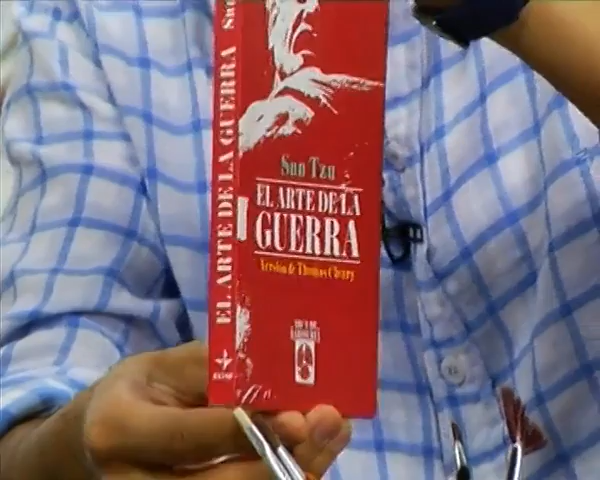 EL ARTE DE LA GUERRA
Sun Tzu
EL ARTE DE LA
GUERRA
Versión de Thomas Cleary